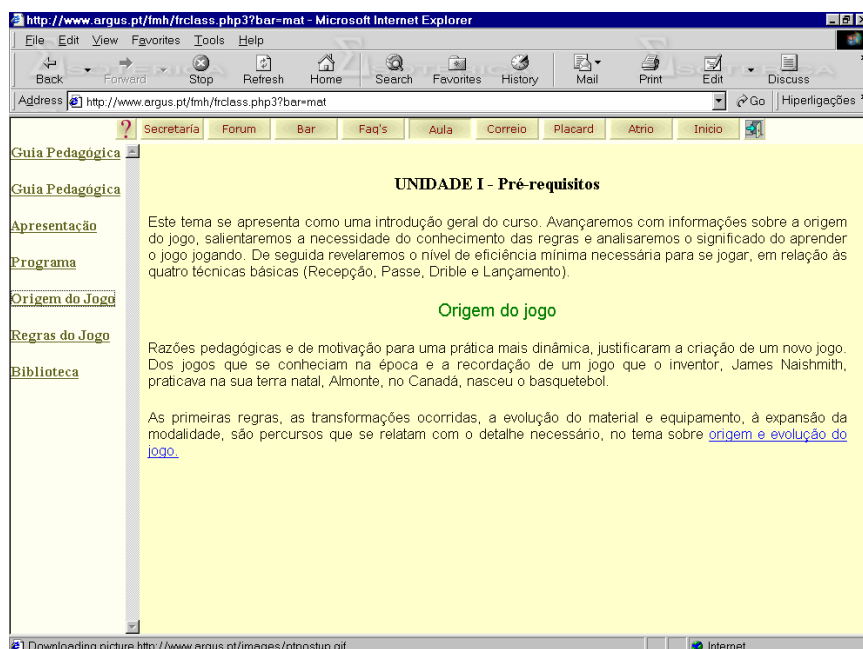 http://www.argus.pt/fmh/frclass.php3?bar=mat - Microsoft Internet Explorer
File Edit View Favorites Tools Help
Back Forward Stop Refresh Home Search Favorites History Mail Print Edit Discuss
Address http://www.argus.pt/fmh/frclass.php3?bar=mat Go Hiperligações
? Secretaría Forum Bar Faq's Aula Correio Placard Atrio Inicio
Guia Pedagógica
Guia Pedagógica
Apresentação
Programa
Origem do Jogo
Regras do Jogo
Biblioteca
UNIDADE I - Pré-requisitos
Este tema se apresenta como uma introdução geral do curso. Avançaremos com informações sobre a origem
do jogo, salientaremos a necessidade do conhecimento das regras e analisaremos o significado do aprender
o jogo jogando. De seguida revelaremos o nível de eficiência mínima necessária para se jogar, em relação às
quatro técnicas básicas (Recepção, Passe, Drible e Lançamento).
Origem do jogo
Razões pedagógicas e de motivação para uma prática mais dinâmica, justificaram a criação de um novo jogo.
Dos jogos que se conheciam na época e a recordação de um jogo que o inventor, James Naishmith,
praticava na sua terra natal, Almonte, no Canadá, nasceu o basquetebol.
As primeiras regras, as transformações ocorridas, a evolução do material e equipamento, à expansão da
modalidade, são percursos que se relatam com o detalhe necessário, no tema sobre origem e evolução do
jogo.
Downloading picture http://www.argus.pt/images/ptpostup.gif Internet